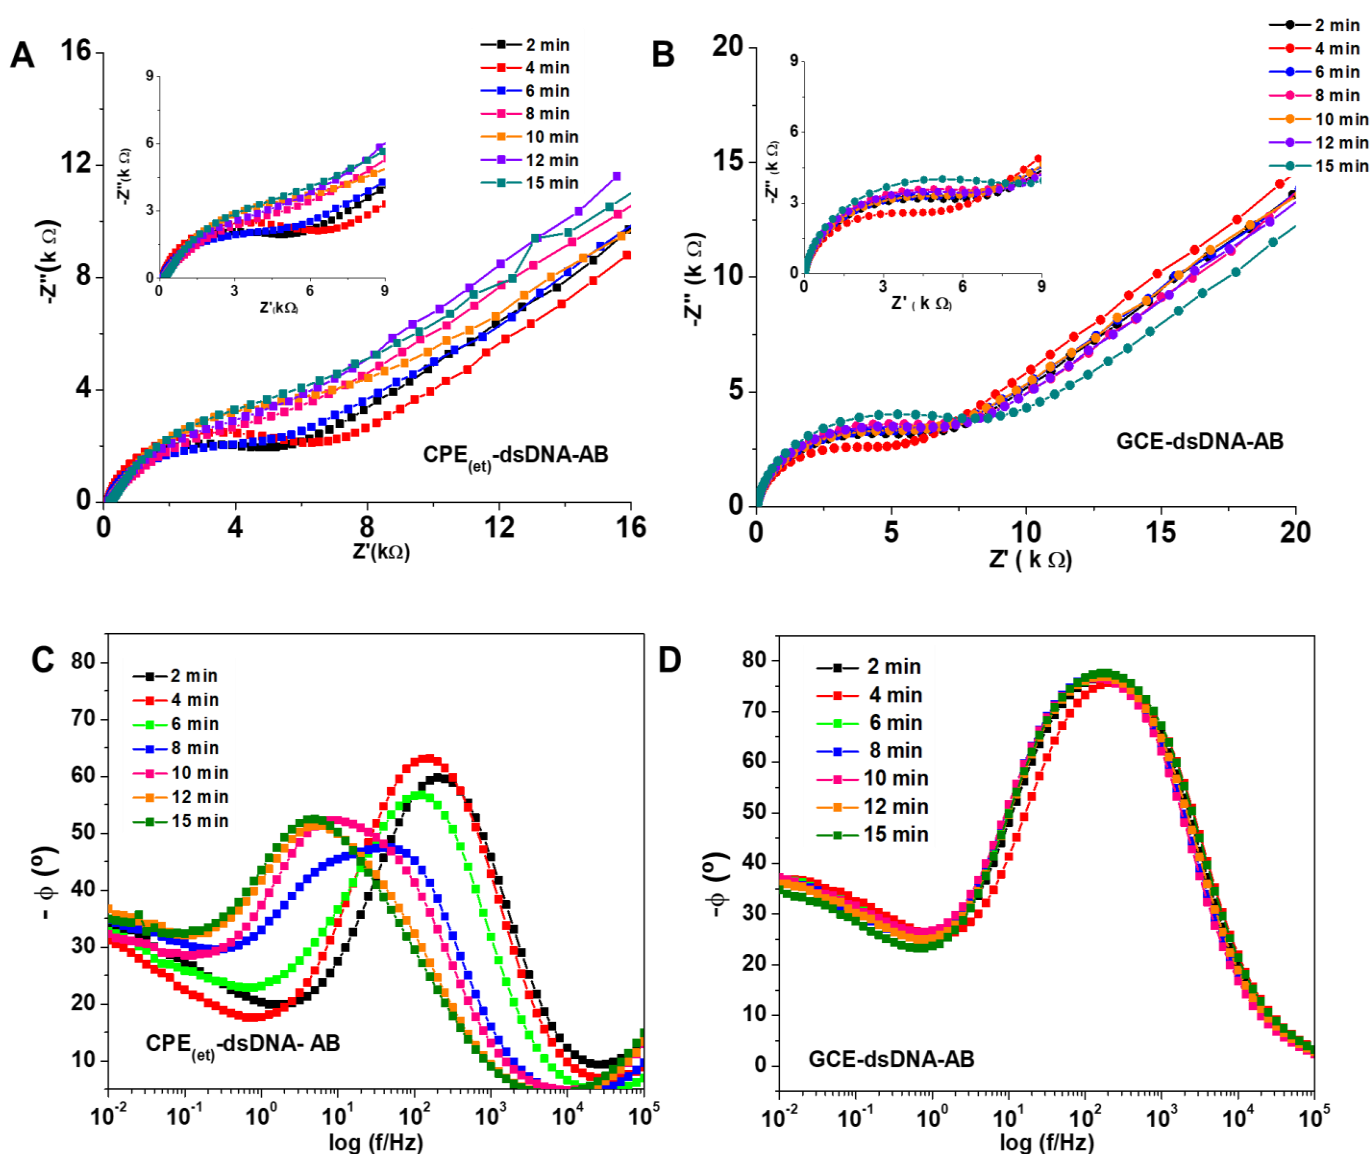 A
16
12
8
4
0
-Z''(k Ω)
0 4 8 12 16
Z'(kΩ)
2 min
4 min
6 min
8 min
10 min
12 min
15 min
9
6
3
0
-Z''(k Ω)
3 6 9
Z'(kΩ)
CPE(et)-dsDNA-AB
B
20
15
10
5
0
-Z'' (k Ω)
0 5 10 15 20
Z' ( k Ω)
2 min
4 min
6 min
8 min
10 min
12 min
15 min
9
6
3
0
-Z'' (k Ω)
0 3 6 9
Z' ( k Ω)
GCE-dsDNA-AB
C
80
70
60
50
40
30
20
10
- ϕ (º)
2 min
4 min
6 min
8 min
10 min
12 min
15 min
CPE(et)-dsDNA- AB
10-2 10-1 100 101 102 103 104 105
log (f/Hz)
D
80
70
60
50
40
30
20
10
0
-ϕ (º)
2 min
4 min
6 min
8 min
10 min
12 min
15 min
GCE-dsDNA-AB
10-2 10-1 100 101 102 103 104 105
log (f/Hz)